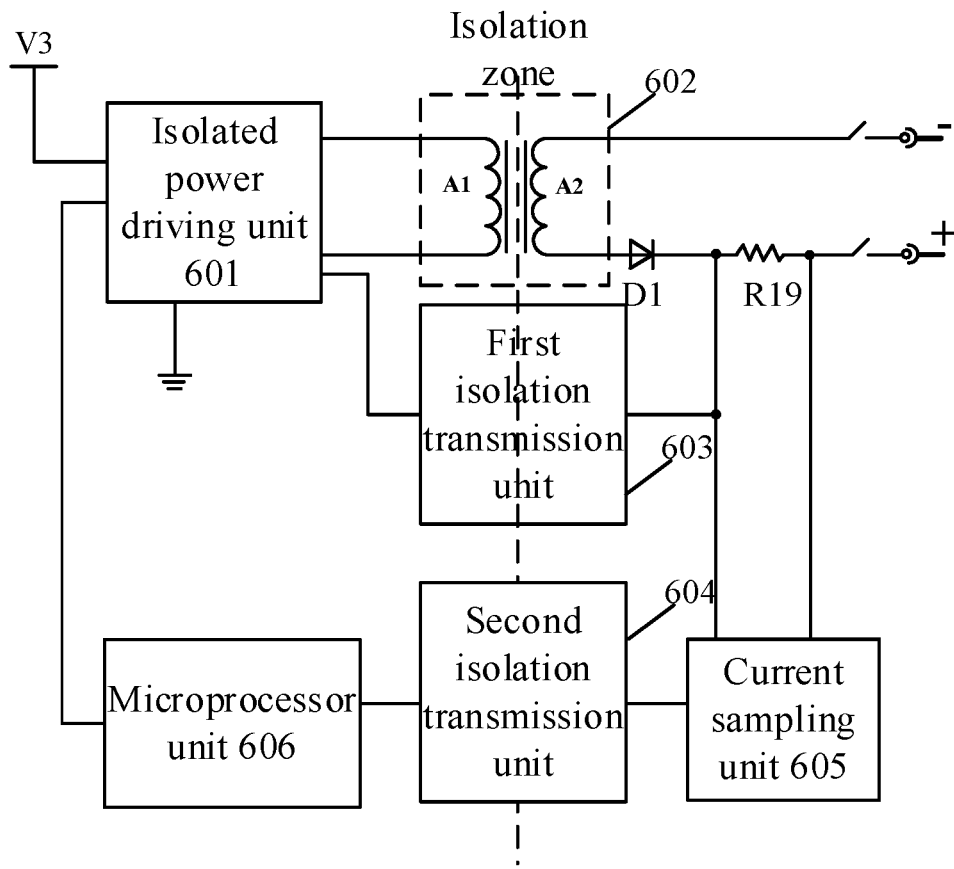 V3
Isolation
zone
602
Isolated
power
driving unit
601
A1
A2
-
+
D1
R19
First
isolation
transmission
unit
603
604
Second
isolation
transmission
unit
Microprocessor
unit 606
Current
sampling
unit 605